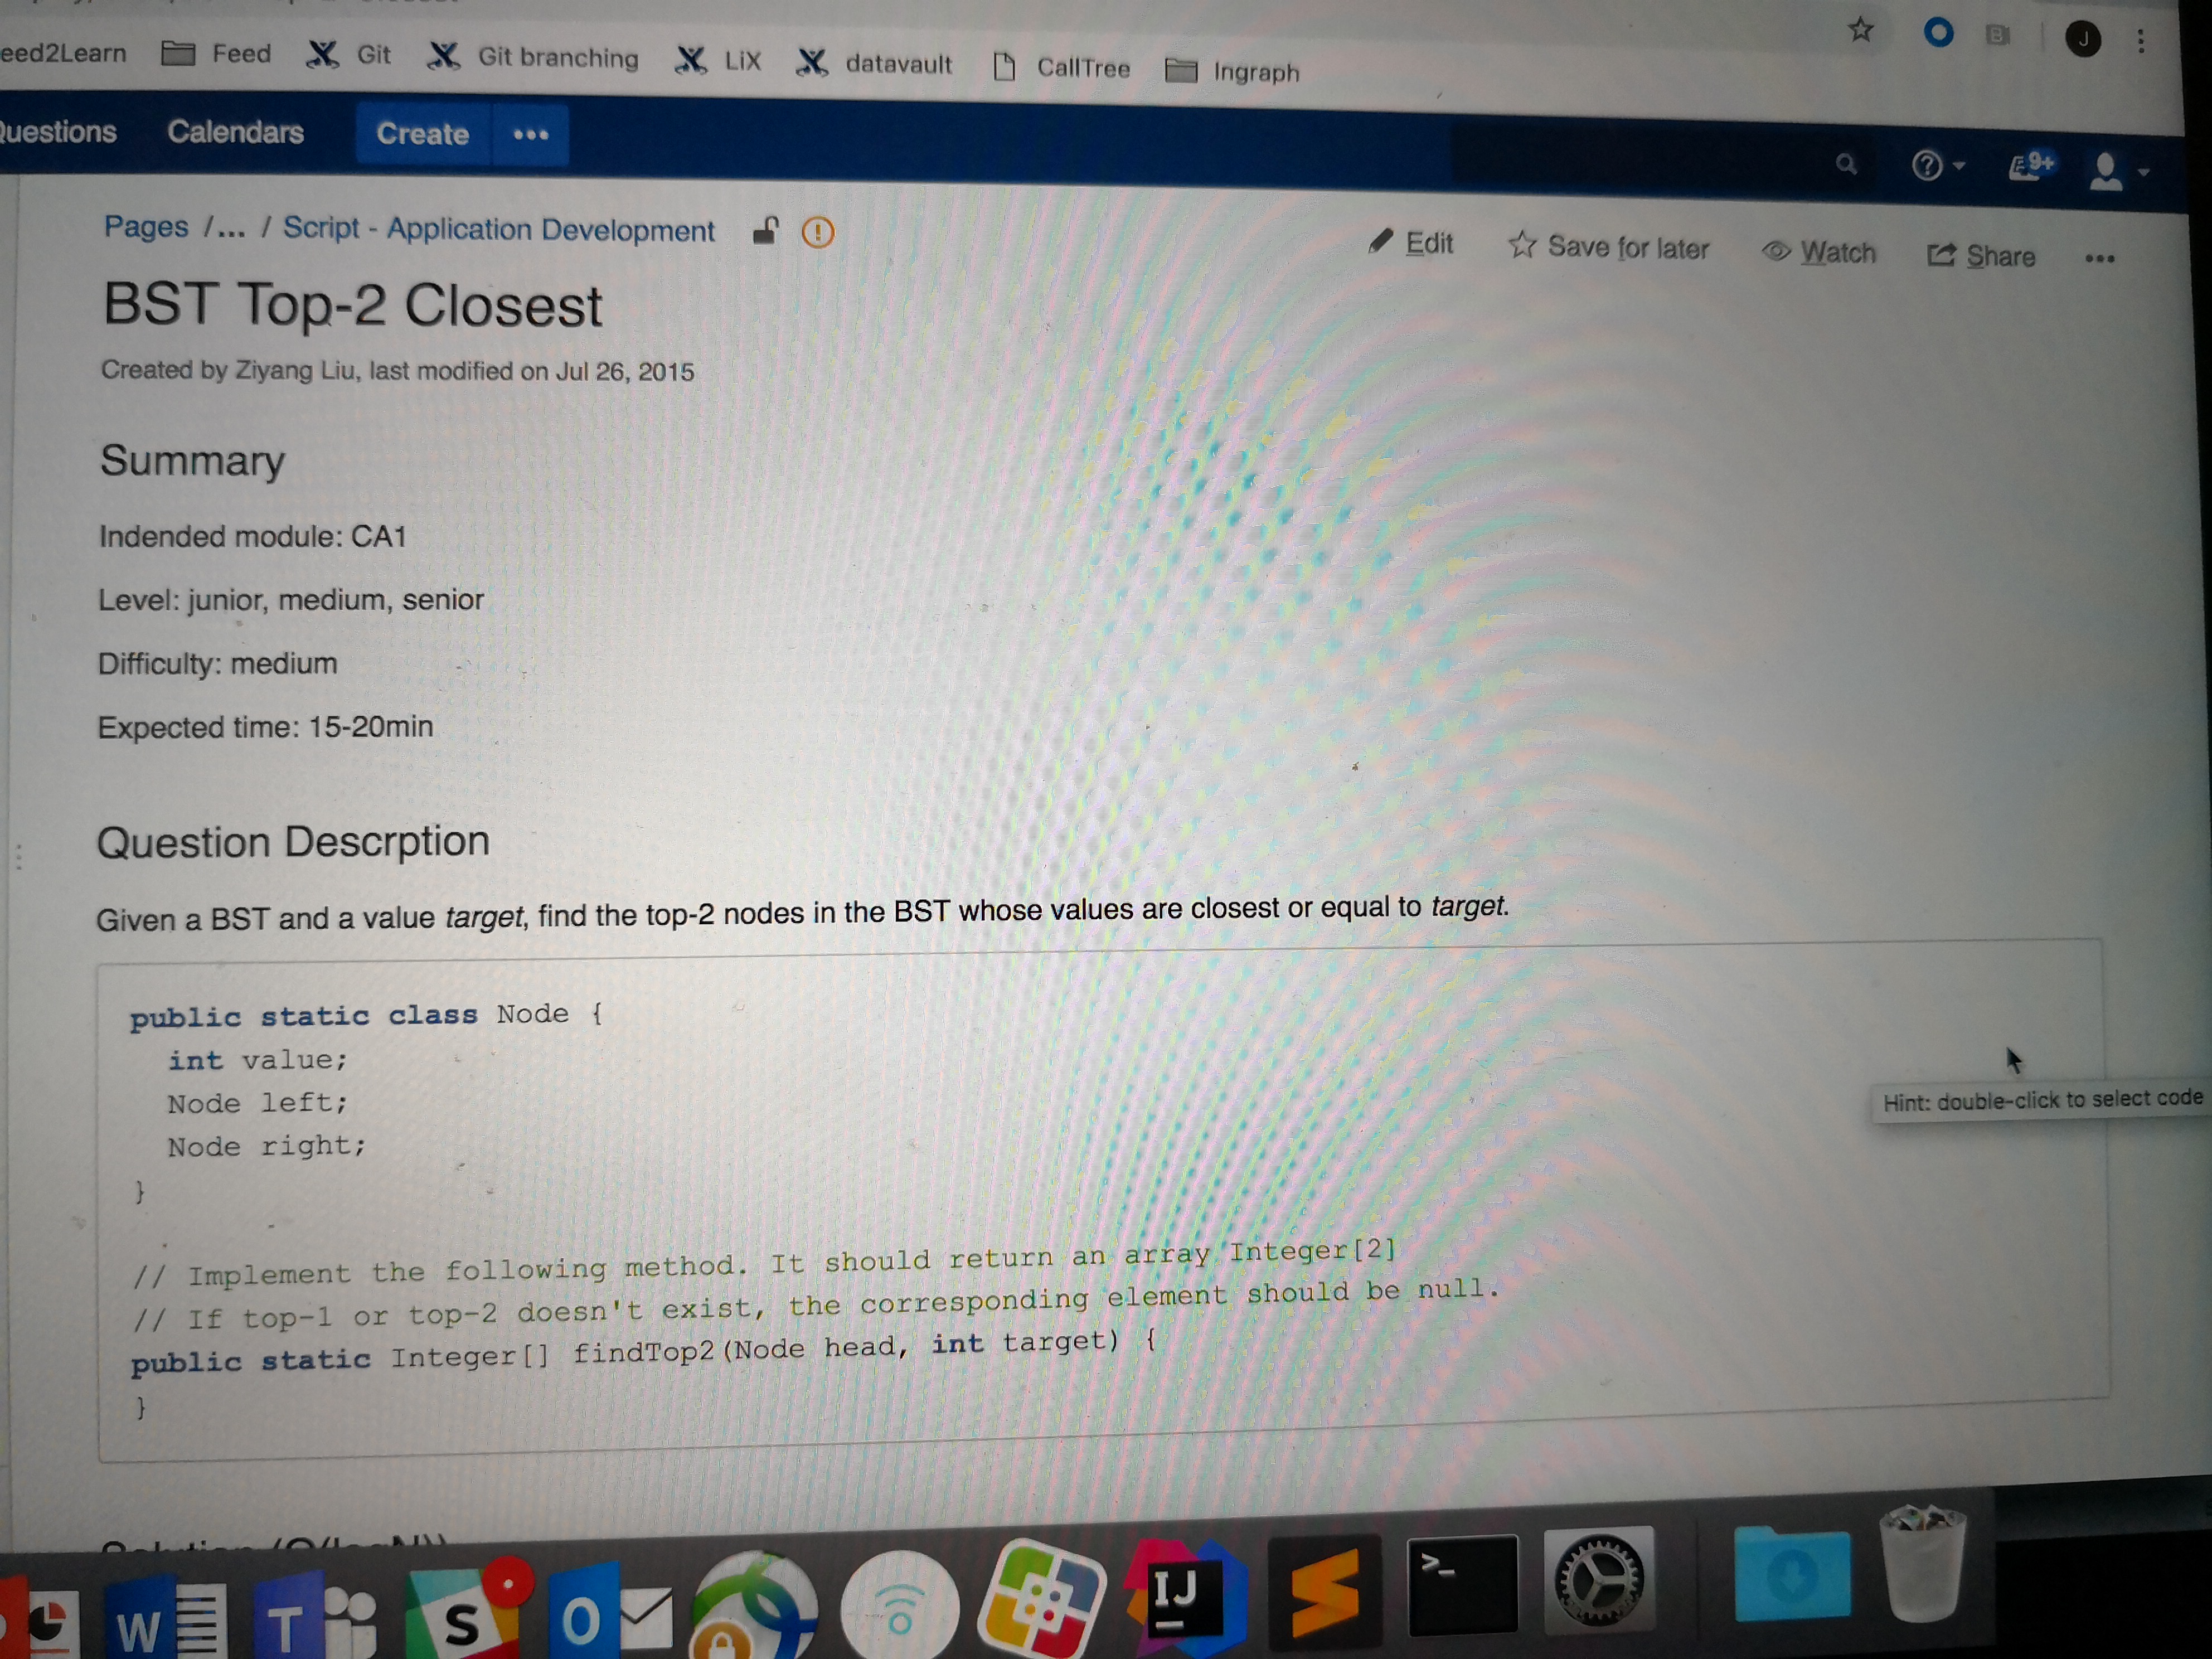 eed2Learn Feed Git Git branching LiX datavault CallTree Ingraph J
Questions Calendars Create ••• 9+
Pages /... / Script - Application Development
Edit Save for later Watch Share •••
BST Top-2 Closest
Created by Ziyang Liu, last modified on Jul 26, 2015
Summary
Indended module: CA1
Level: junior, medium, senior
Difficulty: medium
Expected time: 15-20min
Question Descrption
Given a BST and a value target, find the top-2 nodes in the BST whose values are closest or equal to target.
public static class Node {
int value;
Node left;
Node right;
}
Hint: double-click to select code
// Implement the following method. It should return an array Integer[2]
// If top-1 or top-2 doesn't exist, the corresponding element should be null.
public static Integer[] findTop2(Node head, int target) {
}
Solution (O(logN))
W T S O IJ >_